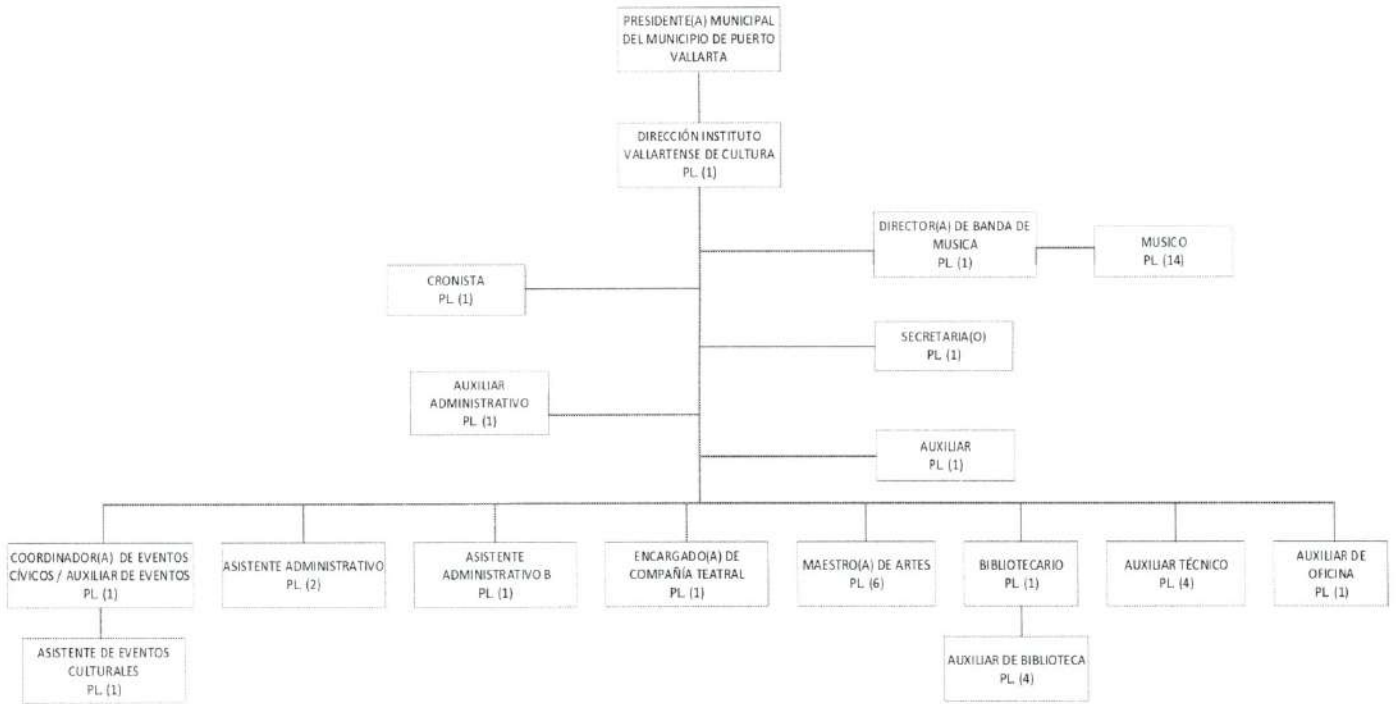 PRESIDENTE(A) MUNICIPAL
DEL MUNICIPIO DE PUERTO
VALLARTA
DIRECCIÓN INSTITUTO
VALLARTENSE DE CULTURA
PL. (1)
DIRECTOR(A) DE BANDA DE
MUSICA
PL. (1)
MUSICO
PL. (14)
CRONISTA
PL. (1)
SECRETARIA(O)
PL. (1)
AUXILIAR
ADMINISTRATIVO
PL. (1)
AUXILIAR
PL. (1)
COORDINADOR(A) DE EVENTOS
CÍVICOS / AUXILIAR DE EVENTOS
PL. (1)
ASISTENTE ADMINISTRATIVO
PL. (2)
ASISTENTE
ADMINISTRATIVO B
PL. (1)
ENCARGADO(A) DE
COMPAÑÍA TEATRAL
PL. (1)
MAESTRO(A) DE ARTES
PL. (6)
BIBLIOTECARIO
PL. (1)
AUXILIAR TÉCNICO
PL. (4)
AUXILIAR DE
OFICINA
PL. (1)
ASISTENTE DE EVENTOS
CULTURALES
PL. (1)
AUXILIAR DE BIBLIOTECA
PL. (4)